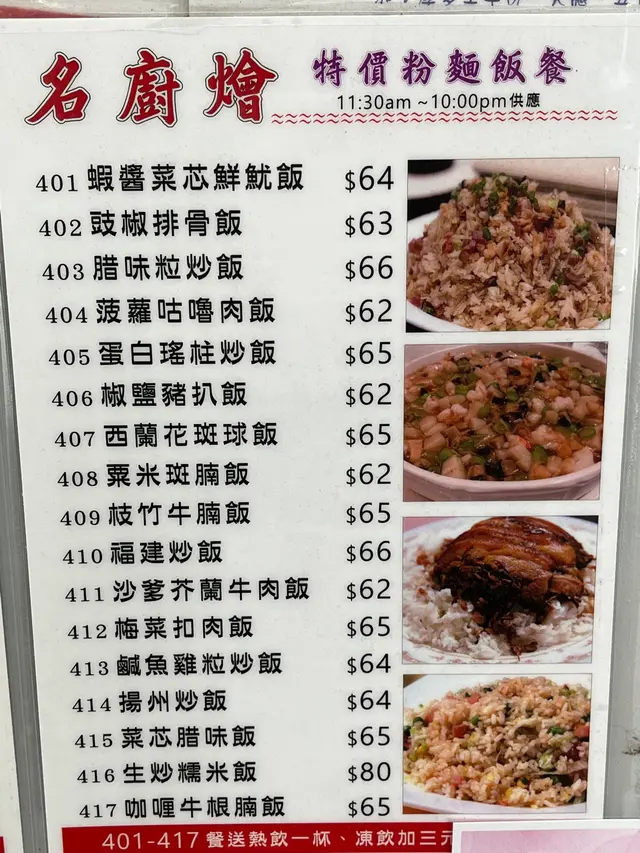 名廚燴 特價粉麵飯餐
11:30am ~10:00pm供應
401 蝦醬菜芯鮮魷飯 $64
402 豉椒排骨飯 $63
403 腊味粒炒飯 $66
404 菠蘿咕嚕肉飯 $62
405 蛋白瑤柱炒飯 $65
406 椒鹽豬扒飯 $62
407 西蘭花斑球飯 $65
408 粟米斑腩飯 $62
409 枝竹牛腩飯 $65
410 福建炒飯 $66
411 沙爹芥蘭牛肉飯 $62
412 梅菜扣肉飯 $65
413 鹹魚雞粒炒飯 $64
414 揚州炒飯 $64
415 菜芯腊味飯 $65
416 生炒糯米飯 $80
417 咖喱牛根腩飯 $65
401-417 餐送熱飲一杯、凍飲加三元